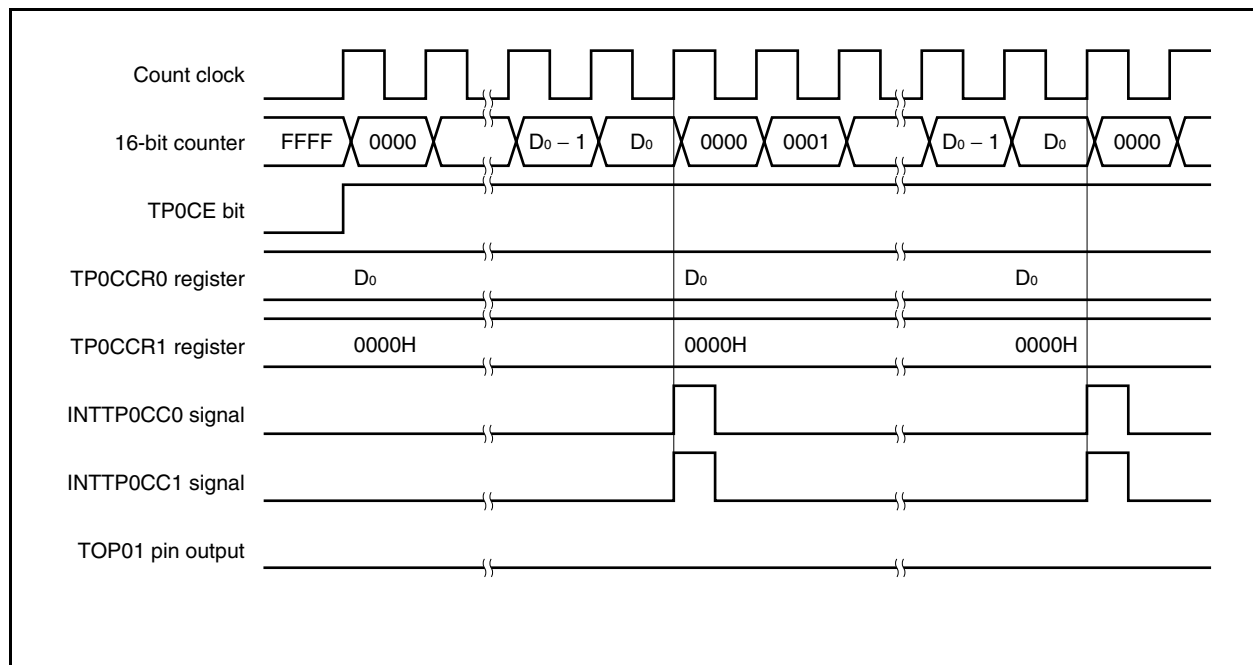 Count clock
16-bit counter FFFF 0000 D₀ − 1 D₀ 0000 0001 D₀ − 1 D₀ 0000
TP0CE bit
TP0CCR0 register D₀ D₀ D₀
TP0CCR1 register 0000H 0000H 0000H
INTTP0CC0 signal
INTTP0CC1 signal
TOP01 pin output